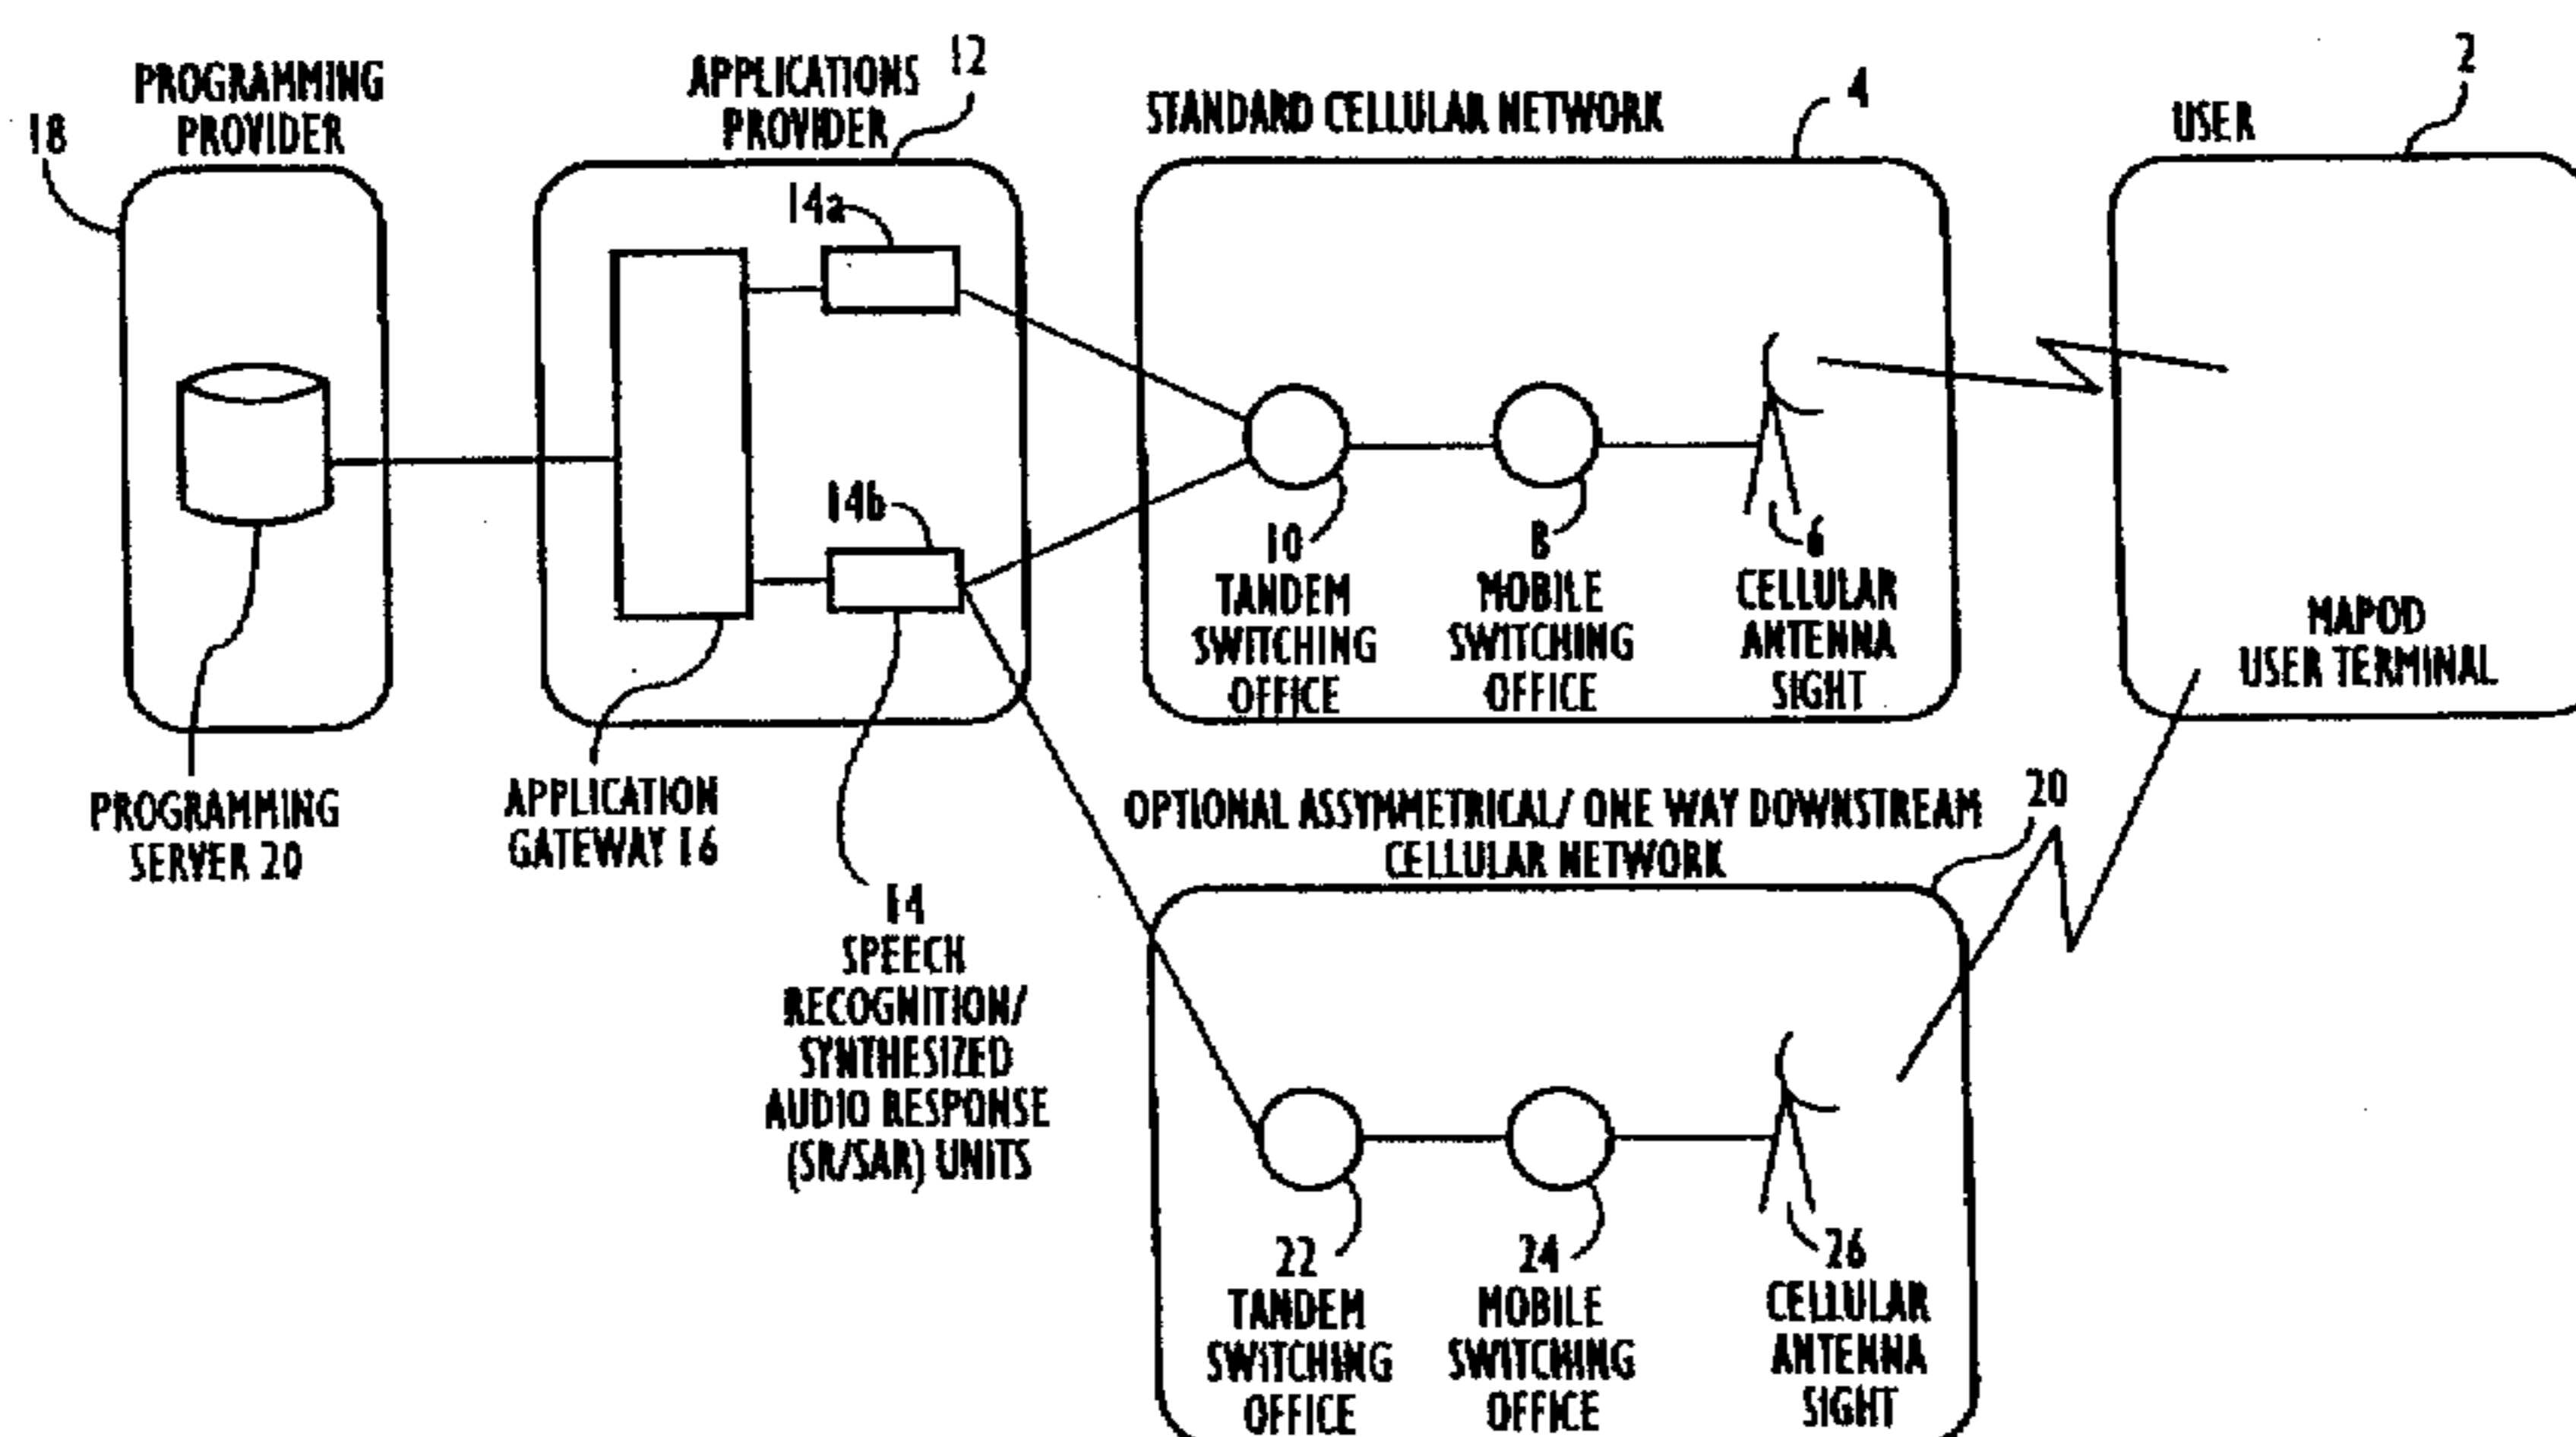 PROGRAMMING
PROVIDER
18
PROGRAMMING
SERVER 20
APPLICATIONS
PROVIDER
12
14a
14b
APPLICATION
GATEWAY 16
14
SPEECH
RECOGNITION/
SYNTHESIZED
AUDIO RESPONSE
(SR/SAR) UNITS
STANDARD CELLULAR NETWORK
4
10
TANDEM
SWITCHING
OFFICE
8
MOBILE
SWITCHING
OFFICE
6
CELLULAR
ANTENNA
SIGHT
USER
2
MAPOD
USER TERMINAL
OPTIONAL ASSYMMETRICAL/ ONE WAY DOWNSTREAM
CELLULAR NETWORK
20
22
TANDEM
SWITCHING
OFFICE
24
MOBILE
SWITCHING
OFFICE
26
CELLULAR
ANTENNA
SIGHT